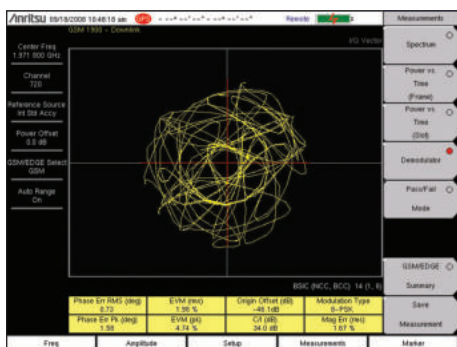 Anritsu 09/18/2008 10:46:18 am
Remote
Measurements
GSM 1900 - Downlink
I/Q Vector
Center Freq
1.971 800 GHz
Channel
720
Reference Source
Int Std Accy
Power Offset
0.0 dB
GSM/EDGE Select
GSM
Auto Range
On
Spectrum
Power vs.
Time
(Frame)
Power vs.
Time
(Slot)
Demodulator
Pass/Fail
Mode
GSM/EDGE
Summary
Save
Measurement
BSIC (NCC, BCC) 14 (1, 6)
Phase Err RMS (deg)
0.73
EVM (rms)
1.96 %
Origin Offset (dB)
-46.1dB
Modulation Type
8-PSK
Phase Err Pk (deg)
1.58
EVM (pk)
4.74 %
C/I (dB)
34.0 dB
Mag Err (rms)
1.67 %
Freq
Amplitude
Setup
Measurements
Marker